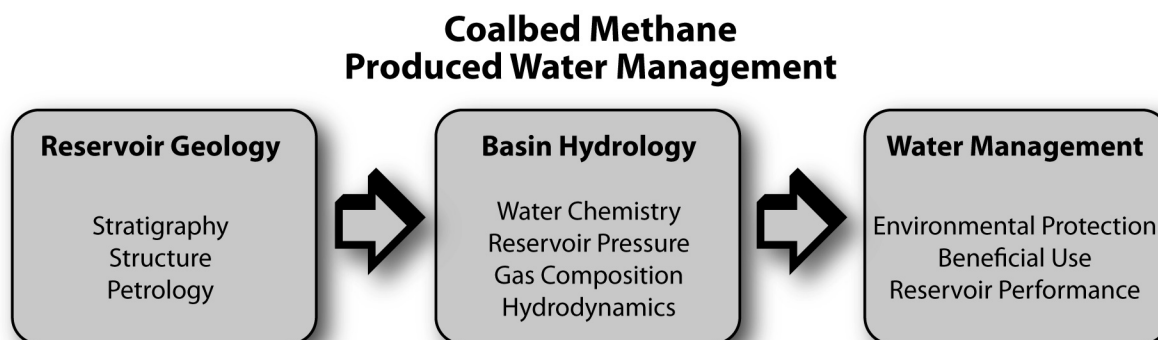 Coalbed Methane
Produced Water Management
Reservoir Geology
Stratigraphy
Structure
Petrology
Basin Hydrology
Water Chemistry
Reservoir Pressure
Gas Composition
Hydrodynamics
Water Management
Environmental Protection
Beneficial Use
Reservoir Performance